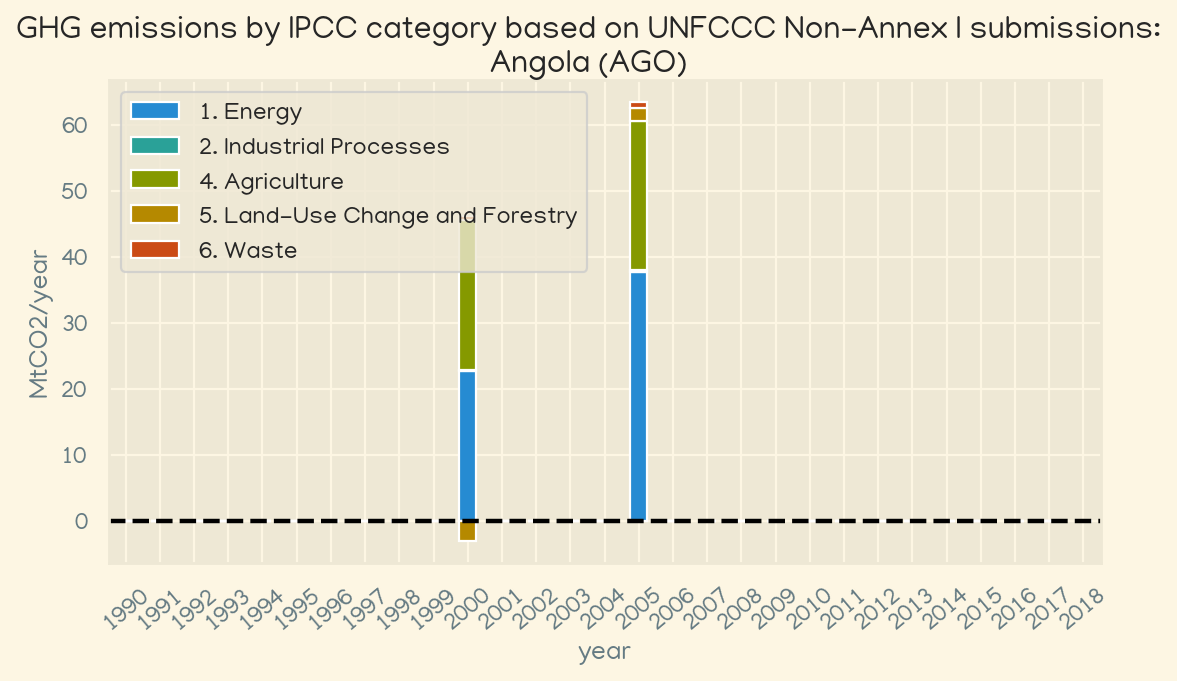 GHG emissions by IPCC category based on UNFCCC Non-Annex I submissions:
Angola (AGO)
1. Energy
2. Industrial Processes
4. Agriculture
5. Land-Use Change and Forestry
6. Waste
MtCO2/year
60
50
40
30
20
10
0
1990 1991 1992 1993 1994 1995 1996 1997 1998 1999 2000 2001 2002 2003 2004 2005 2006 2007 2008 2009 2010 2011 2012 2013 2014 2015 2016 2017 2018
year